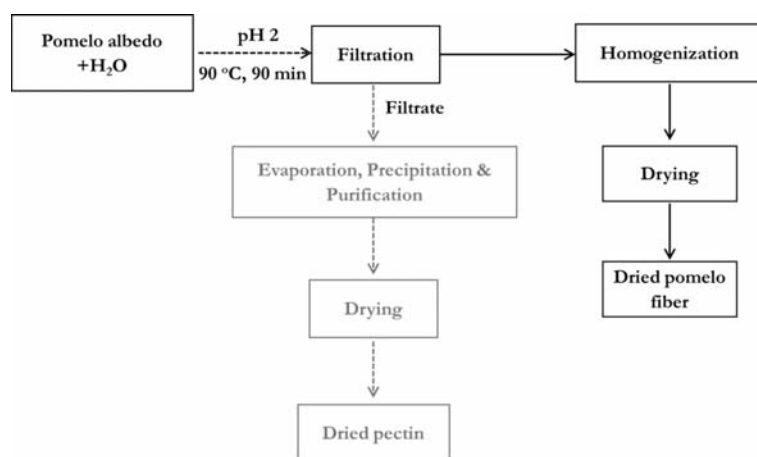 Pomelo albedo
+H₂O
pH 2
90 °C, 90 min
Filtration
Homogenization
Filtrate
Evaporation, Precipitation &
Purification
Drying
Drying
Dried pomelo
fiber
Dried pectin